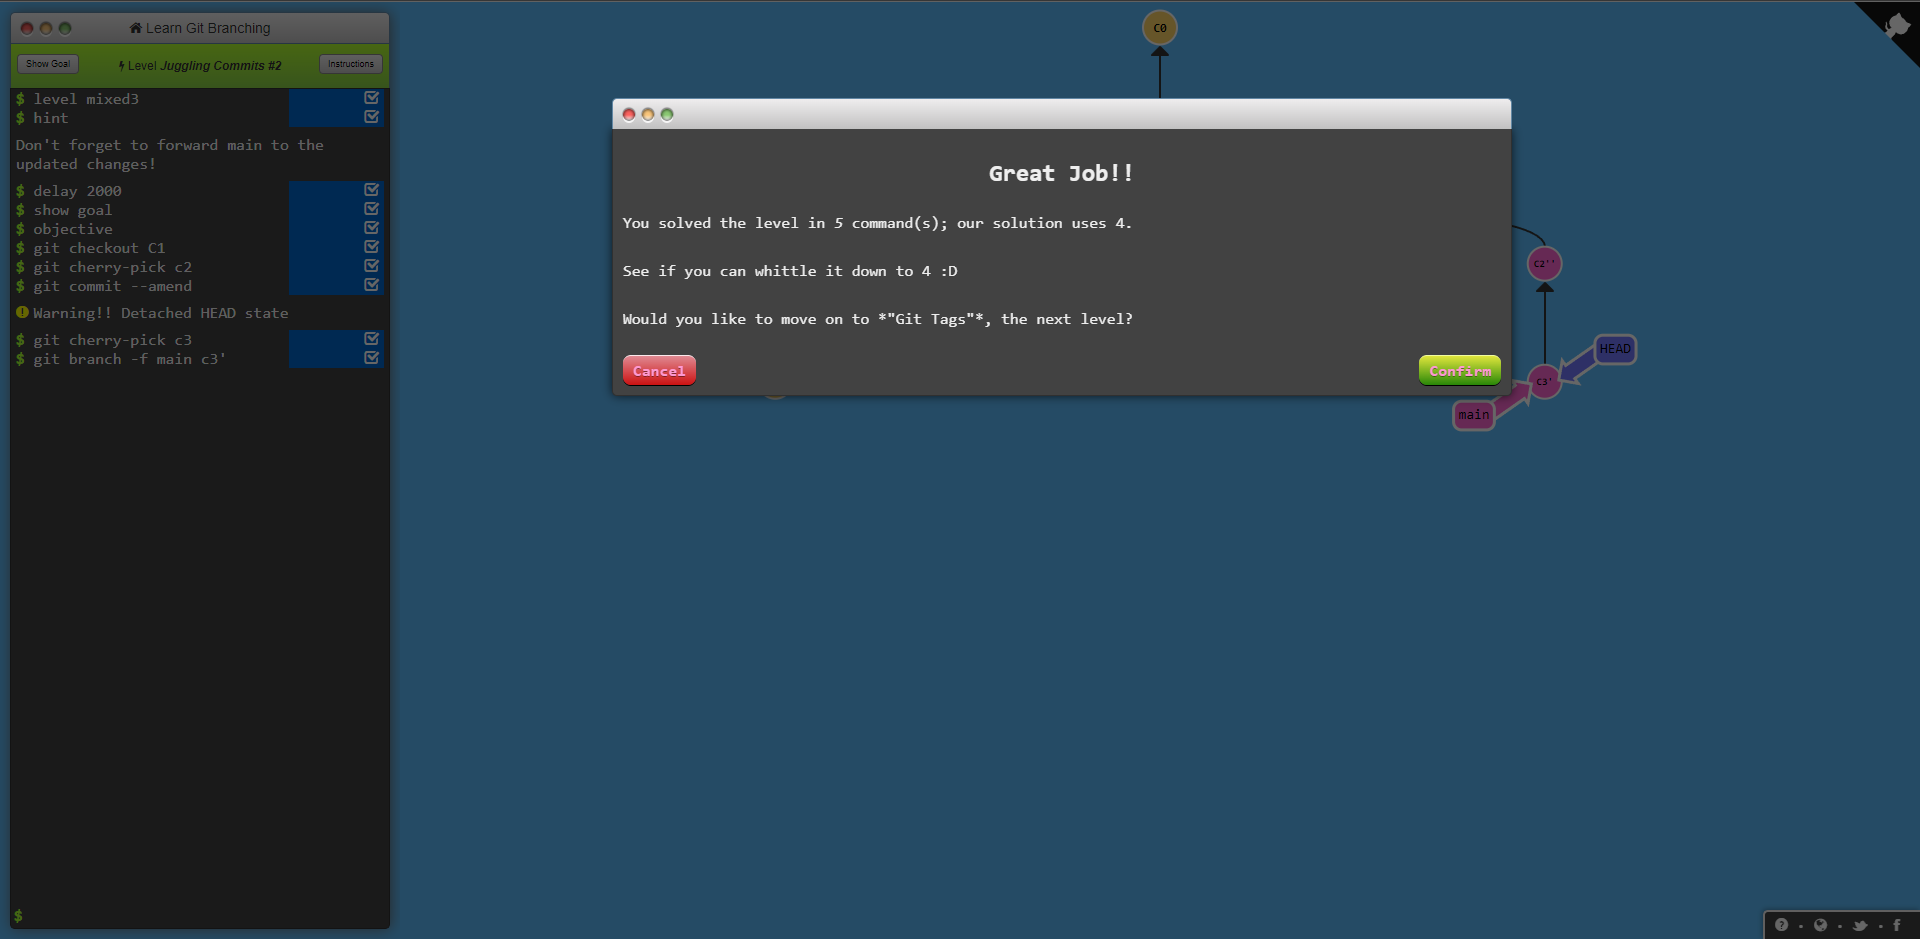 Learn Git Branching
Show Goal
Level Juggling Commits #2
Instructions
$ level mixed3
$ hint
Don't forget to forward main to the
updated changes!
$ delay 2000
$ show goal
$ objective
$ git checkout C1
$ git cherry-pick c2
$ git commit --amend
Warning!! Detached HEAD state
$ git cherry-pick c3
$ git branch -f main c3'
$
C0
Great Job!!
You solved the level in 5 command(s); our solution uses 4.
See if you can whittle it down to 4 :D
Would you like to move on to *"Git Tags"*, the next level?
Cancel
Confirm
C2''
HEAD
C3'
main